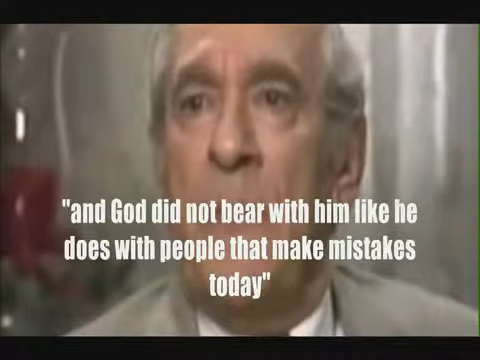 "and God did not bear with him like he
does with people that make mistakes
today"